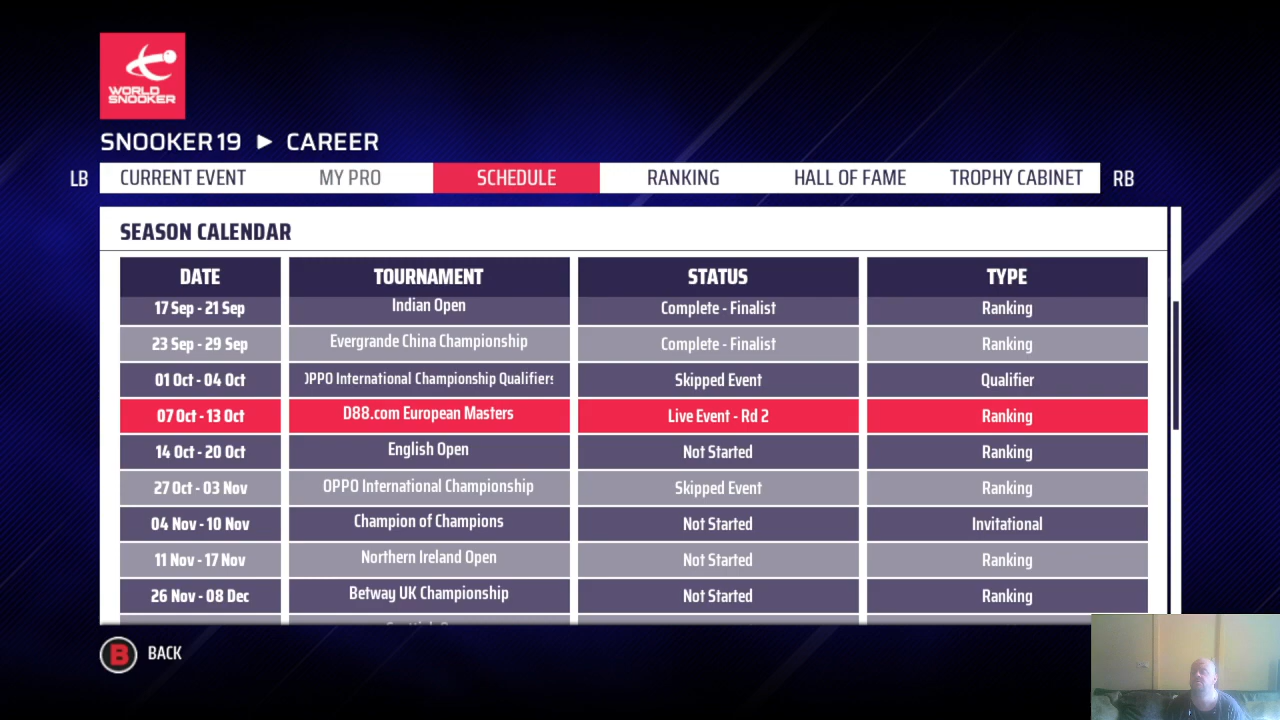 WORLD
SNOOKER
SNOOKER 19 ► CAREER
LB CURRENT EVENT MY PRO SCHEDULE RANKING HALL OF FAME TROPHY CABINET RB
SEASON CALENDAR
DATE TOURNAMENT STATUS TYPE
17 Sep - 21 Sep Indian Open Complete - Finalist Ranking
23 Sep - 29 Sep Evergrande China Championship Complete - Finalist Ranking
01 Oct - 04 Oct OPPO International Championship Qualifiers Skipped Event Qualifier
07 Oct - 13 Oct D88.com European Masters Live Event - Rd 2 Ranking
14 Oct - 20 Oct English Open Not Started Ranking
27 Oct - 03 Nov OPPO International Championship Skipped Event Ranking
04 Nov - 10 Nov Champion of Champions Not Started Invitational
11 Nov - 17 Nov Northern Ireland Open Not Started Ranking
26 Nov - 08 Dec Betway UK Championship Not Started Ranking
B BACK